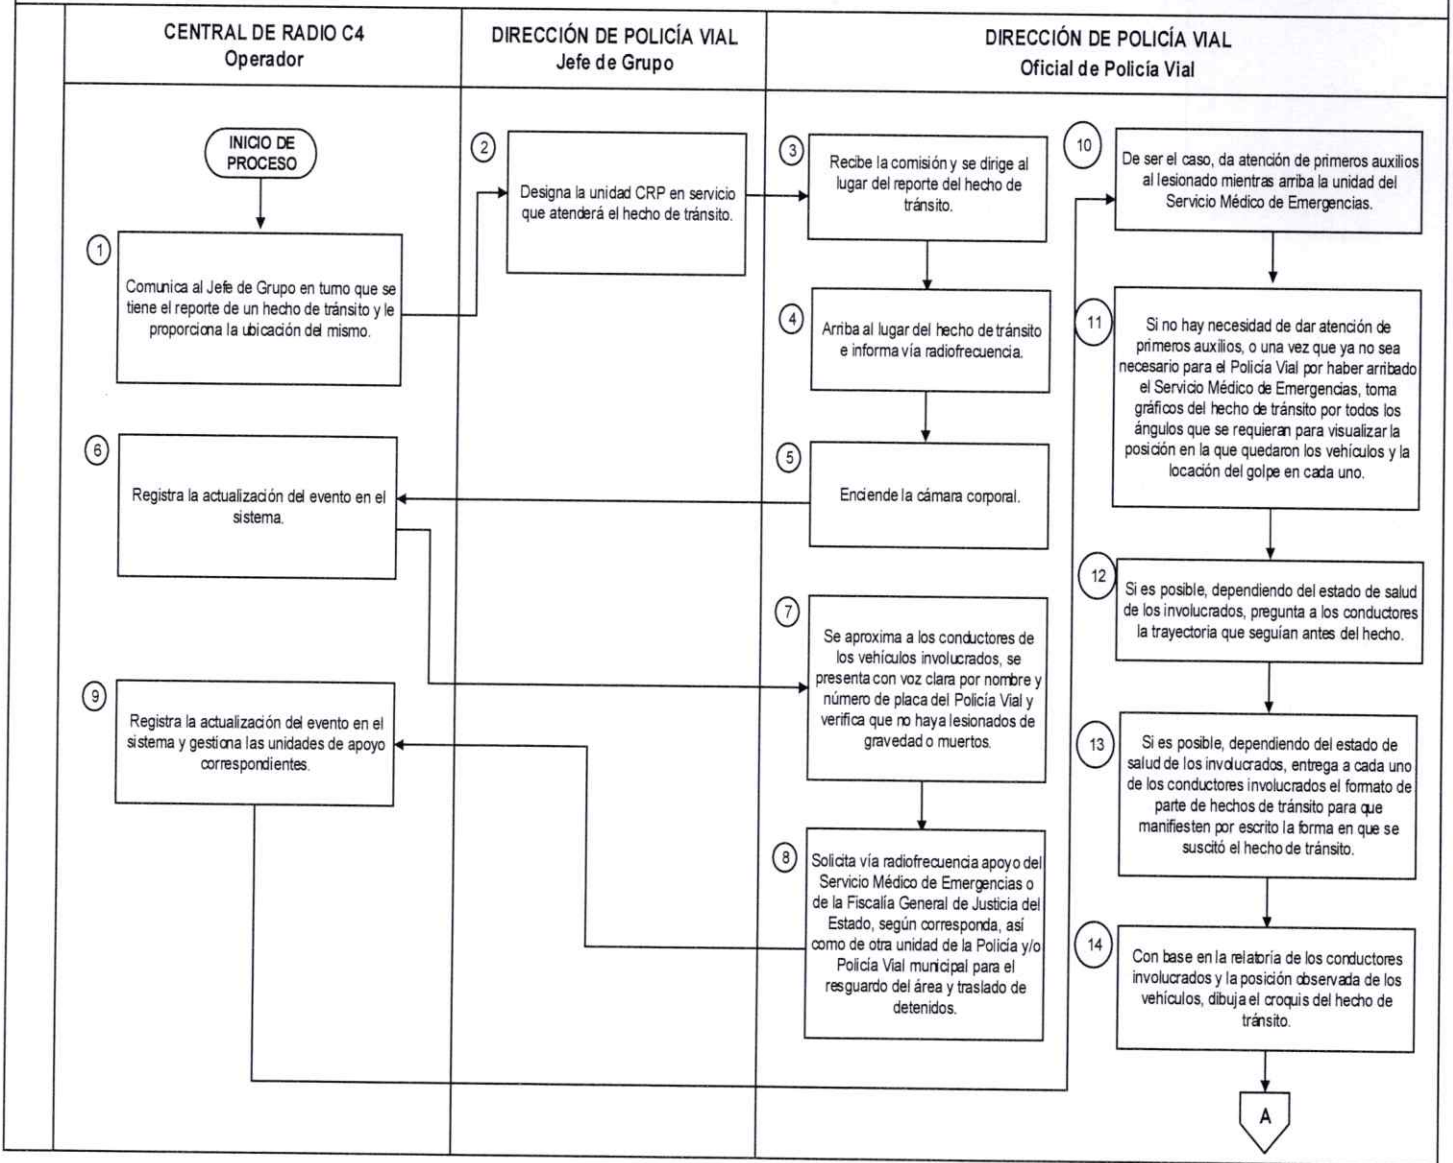 CENTRAL DE RADIO C4
Operador
DIRECCIÓN DE POLICÍA VIAL
Jefe de Grupo
DIRECCIÓN DE POLICÍA VIAL
Oficial de Policía Vial
INICIO DE
PROCESO
1
Comunica al Jefe de Grupo en turno que se
tiene el reporte de un hecho de tránsito y le
proporciona la ubicación del mismo.
2
Designa la unidad CRP en servicio
que atenderá el hecho de tránsito.
3
Recibe la comisión y se dirige al
lugar del reporte del hecho de
tránsito.
4
Arriba al lugar del hecho de tránsito
e informa vía radiofrecuencia.
5
Enciende la cámara corporal.
6
Registra la actualización del evento en el
sistema.
7
Se aproxima a los conductores de
los vehículos involucrados, se
presenta con voz clara por nombre y
número de placa del Policía Vial y
verifica que no haya lesionados de
gravedad o muertos.
8
Solicita vía radiofrecuencia apoyo del
Servicio Médico de Emergencias o
de la Fiscalía General de Justicia del
Estado, según corresponda, así
como de otra unidad de la Policía y/o
Policía Vial municipal para el
resguardo del área y traslado de
detenidos.
9
Registra la actualización del evento en el
sistema y gestiona las unidades de apoyo
correspondientes.
10
De ser el caso, da atención de primeros auxilios
al lesionado mientras arriba la unidad del
Servicio Médico de Emergencias.
11
Si no hay necesidad de dar atención de
primeros auxilios, o una vez que ya no sea
necesario para el Policía Vial por haber arribado
el Servicio Médico de Emergencias, toma
gráficos del hecho de tránsito por todos los
ángulos que se requieran para visualizar la
posición en la que quedaron los vehículos y la
locación del golpe en cada uno.
12
Si es posible, dependiendo del estado de salud
de los involucrados, pregunta a los conductores
la trayectoria que seguían antes del hecho.
13
Si es posible, dependiendo del estado de
salud de los involucrados, entrega a cada uno
de los conductores involucrados el formato de
parte de hechos de tránsito para que
manifiesten por escrito la forma en que se
suscitó el hecho de tránsito.
14
Con base en la relatoría de los conductores
involucrados y la posición observada de los
vehículos, dibuja el croquis del hecho de
tránsito.
A